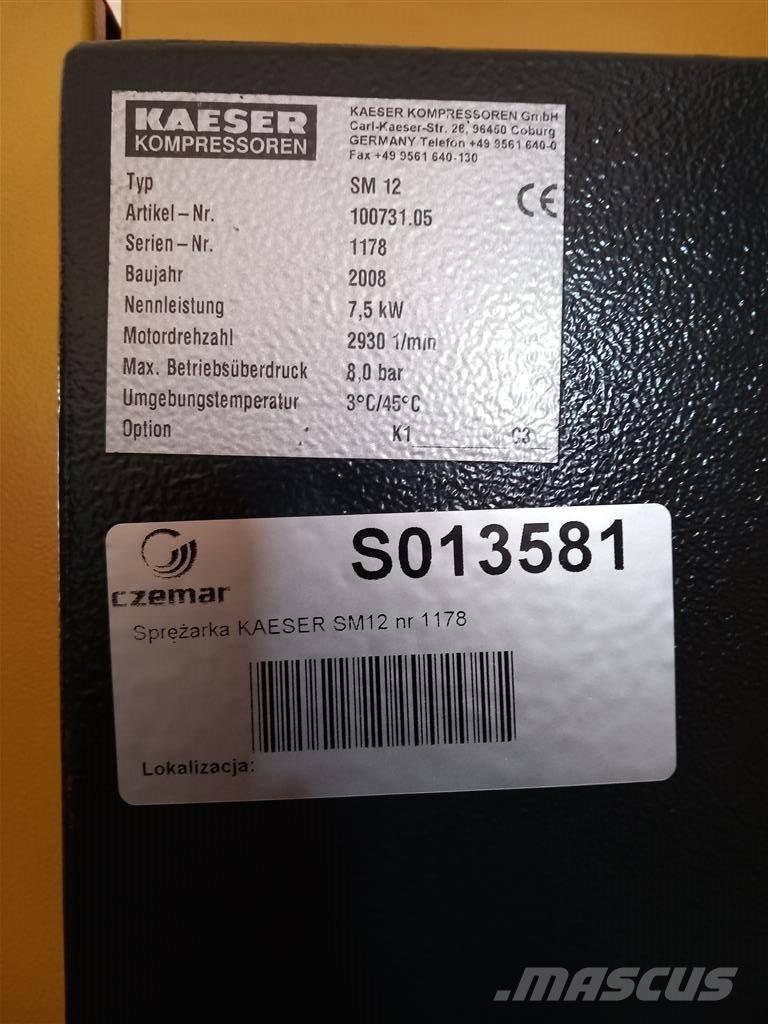 KAESER
KOMPRESSOREN
KAESER KOMPRESSOREN GmbH
Carl-Kaeser-Str. 26, 96450 Coburg
GERMANY Telefon +49 9561 640-0
Fax +49 9561 640-130
CE
Typ SM 12
Artikel-Nr. 100731.05
Serien-Nr. 1178
Baujahr 2008
Nennleistung 7,5 kW
Motordrehzahl 2930 1/min
Max. Betriebsüberdruck 8,0 bar
Umgebungstemperatur 3°C/45°C
Option K1 C3
czemar
S013581
Sprężarka KAESER SM12 nr 1178
Lokalizacja:
MASCUS